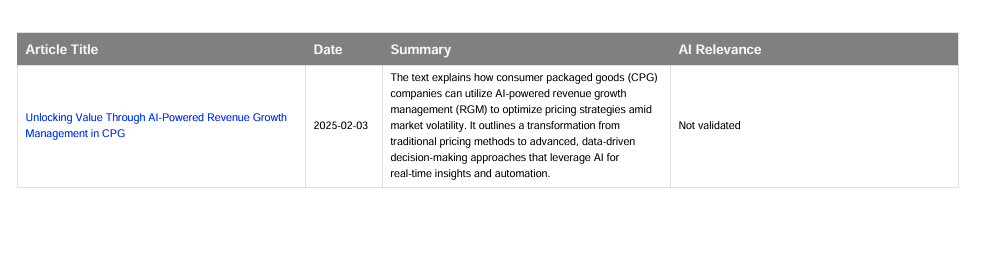 Article Title Date Summary AI Relevance
Unlocking Value Through AI-Powered Revenue Growth
Management in CPG
2025-02-03
The text explains how consumer packaged goods (CPG)
companies can utilize AI-powered revenue growth
management (RGM) to optimize pricing strategies amid
market volatility. It outlines a transformation from
traditional pricing methods to advanced, data-driven
decision-making approaches that leverage AI for
real-time insights and automation.
Not validated